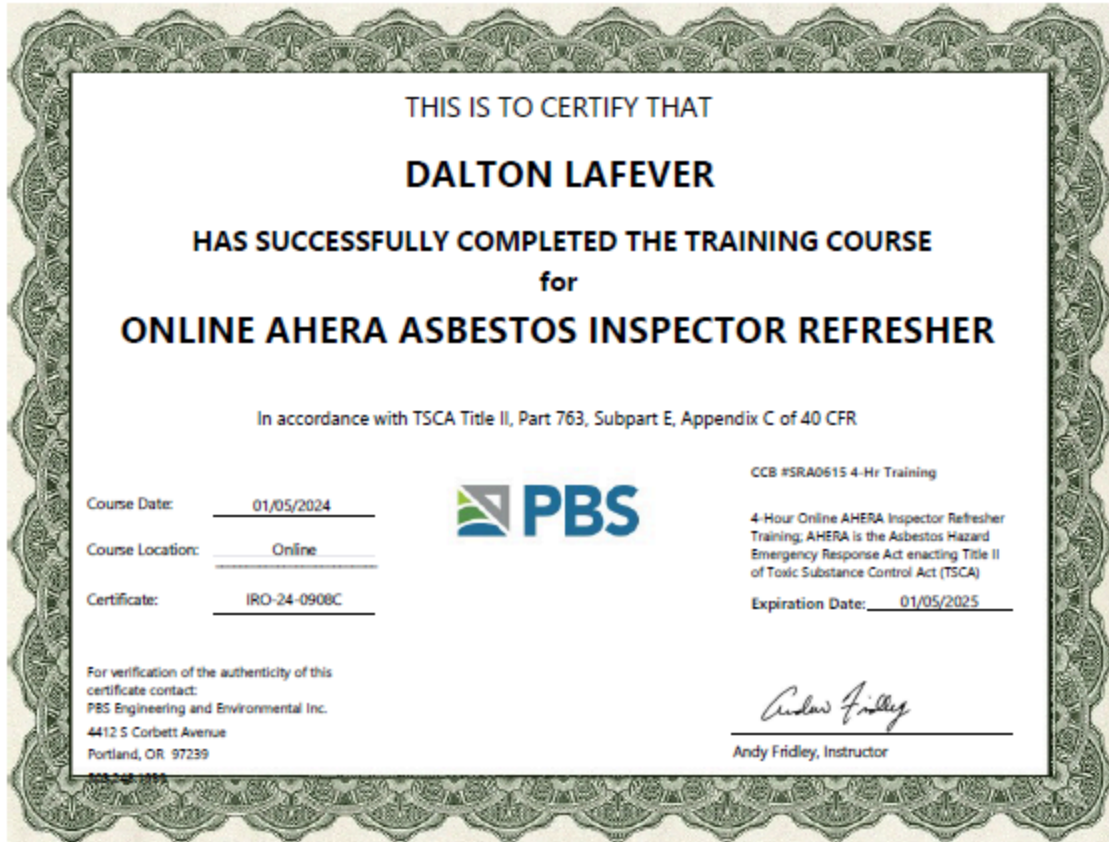 THIS IS TO CERTIFY THAT
DALTON LAFEVER
HAS SUCCESSFULLY COMPLETED THE TRAINING COURSE
for
ONLINE AHERA ASBESTOS INSPECTOR REFRESHER
In accordance with TSCA Title II, Part 763, Subpart E, Appendix C of 40 CFR
Course Date: 01/05/2024
Course Location: Online
Certificate: IRO-24-0908C
PBS
CCB #SRA0615 4-Hr Training
4-Hour Online AHERA Inspector Refresher
Training; AHERA is the Asbestos Hazard
Emergency Response Act enacting Title II
of Toxic Substance Control Act (TSCA)
Expiration Date: 01/05/2025
For verification of the authenticity of this
certificate contact:
PBS Engineering and Environmental Inc.
4412 S Corbett Avenue
Portland, OR 97239
Andy Fridley, Instructor